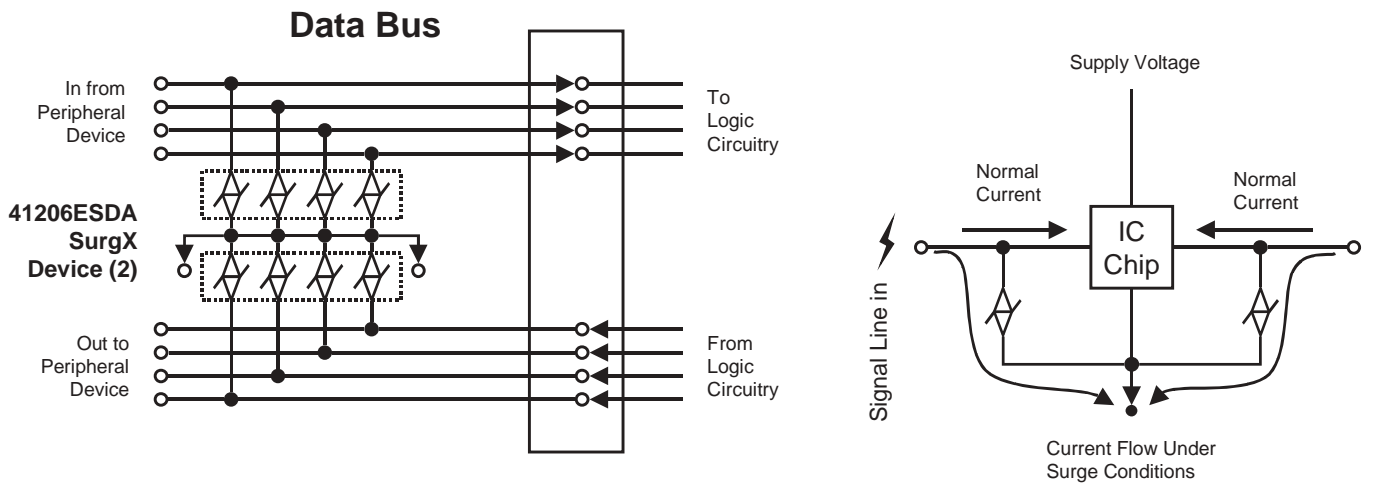 Data Bus
In from
Peripheral
Device
To
Logic
Circuitry
41206ESDA
SurgX
Device (2)
Out to
Peripheral
Device
From
Logic
Circuitry
Supply Voltage
Normal
Current
Normal
Current
IC
Chip
Signal Line in
Current Flow Under
Surge Conditions